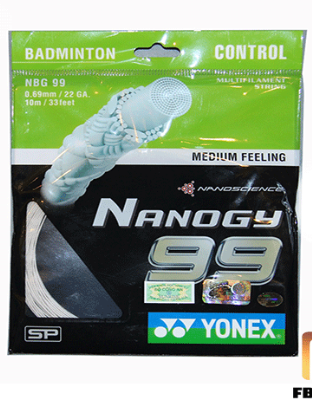 BADMINTON
CONTROL
NBG 99
0.69mm / 22 GA.
10m / 33feet
MULTIFILAMENT
STRING
MEDIUM FEELING
NANOSCIENCE
NANOGY
99
SP
YONEX
FB